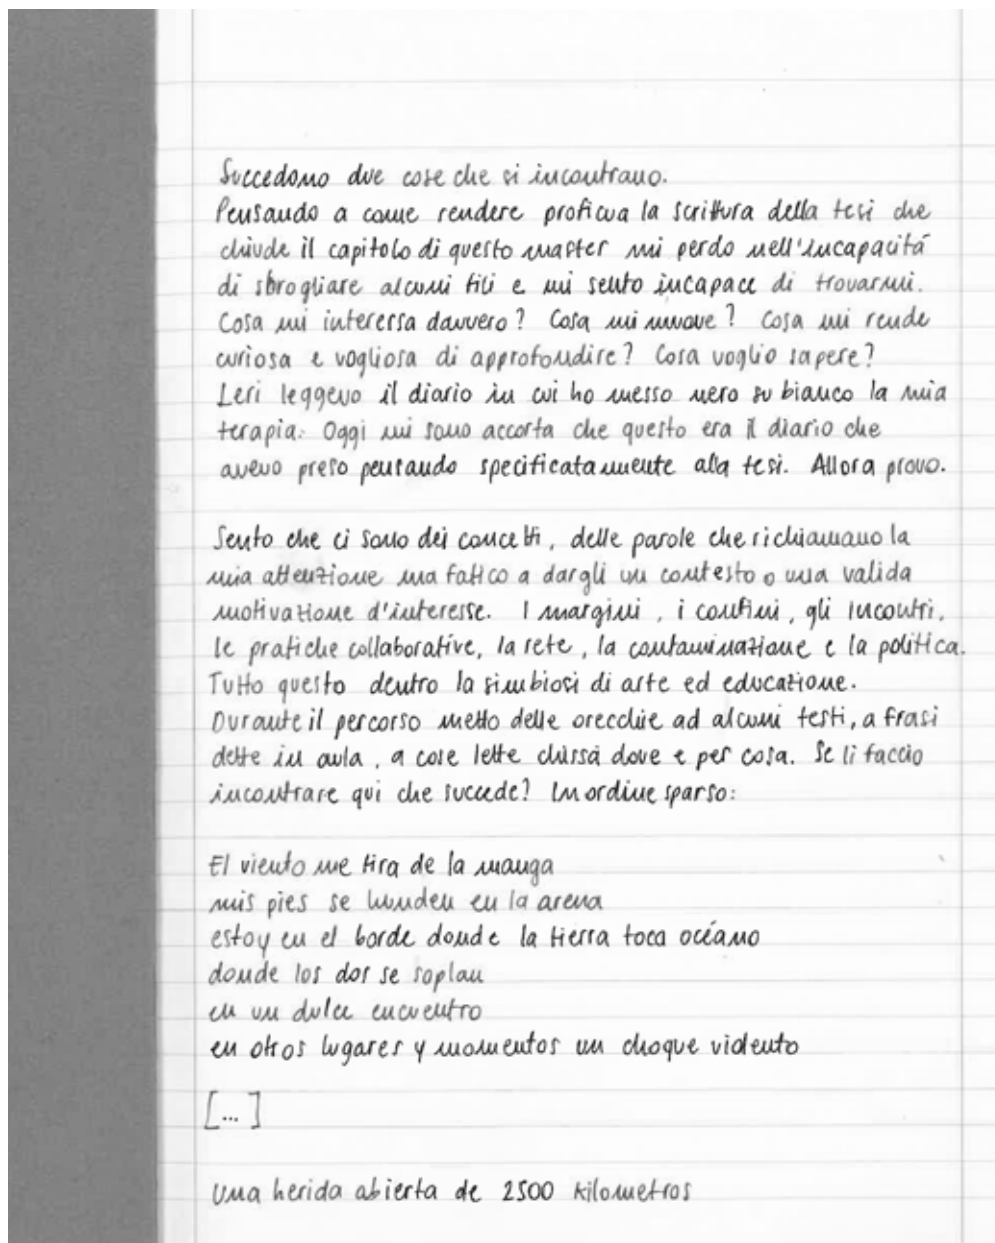 Succedono due cose che si incontrano.
Pensando a come rendere proficua la scrittura della tesi che
chiude il capitolo di questo master mi perdo nell'incapacitá
di sbrogliare alcuni fili e mi sento incapace di trovarmi.
Cosa mi interessa davvero? Cosa mi muove? Cosa mi rende
curiosa e vogliosa di approfondire? Cosa voglio sapere?
Ieri leggevo il diario in cui ho messo nero su bianco la mia
terapia. Oggi mi sono accorta che questo era il diario che
avevo preso pensando specificatamente alla tesi. Allora provo.
Sento che ci sono dei concetti, delle parole che richiamano la
mia attenzione ma fatico a dargli un contesto o una valida
motivazione d'interesse. I margini, i confini, gli incontri,
le pratiche collaborative, la rete, la contaminazione e la politica.
Tutto questo dentro la simbiosi di arte ed educazione.
Durante il percorso metto delle orecchie ad alcuni testi, a frasi
dette in aula, a cose lette chissá dove e per cosa. Se li faccio
incontrare qui che succede? In ordine sparso:
El viento me tira de la manga
mis pies se hunden en la arena
estoy en el borde donde la tierra toca océano
donde los dos se soplan
en un dulce encuentro
en otros lugares y momentos un choque violento
[...]
Una herida abierta de 2500 kilometros